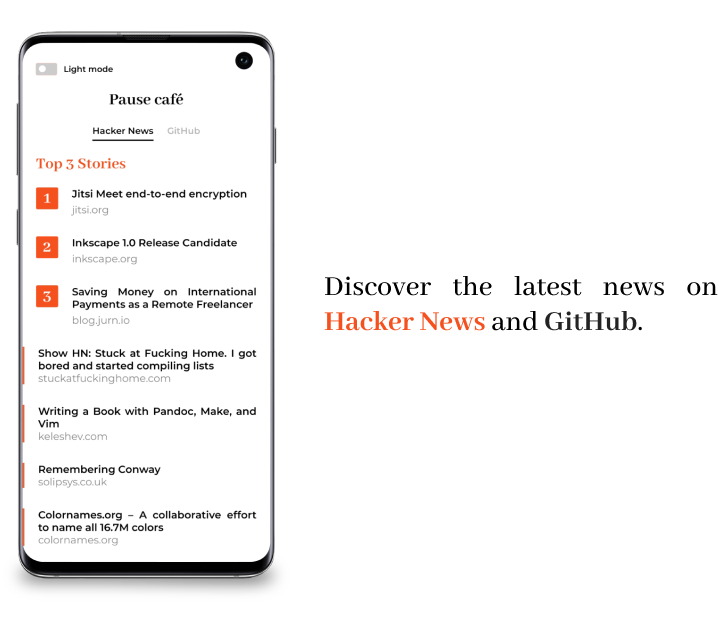 Light mode
Pause café
Hacker News GitHub
Top 3 Stories
1 Jitsi Meet end-to-end encryption
jitsi.org
2 Inkscape 1.0 Release Candidate
inkscape.org
3 Saving Money on International
Payments as a Remote Freelancer
blog.jurn.io
Show HN: Stuck at Fucking Home. I got
bored and started compiling lists
stuckatfuckinghome.com
Writing a Book with Pandoc, Make, and
Vim
keleshev.com
Remembering Conway
solipsys.co.uk
Colornames.org – A collaborative effort
to name all 16.7M colors
colornames.org
Discover the latest news on
Hacker News and GitHub.